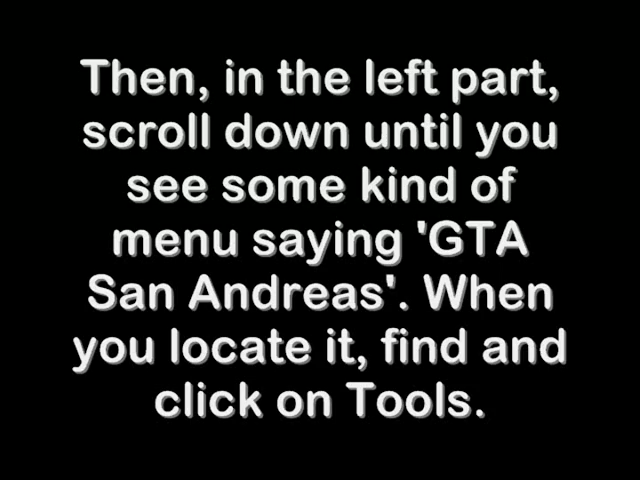 Then, in the left part,
scroll down until you
see some kind of
menu saying 'GTA
San Andreas'. When
you locate it, find and
click on Tools.